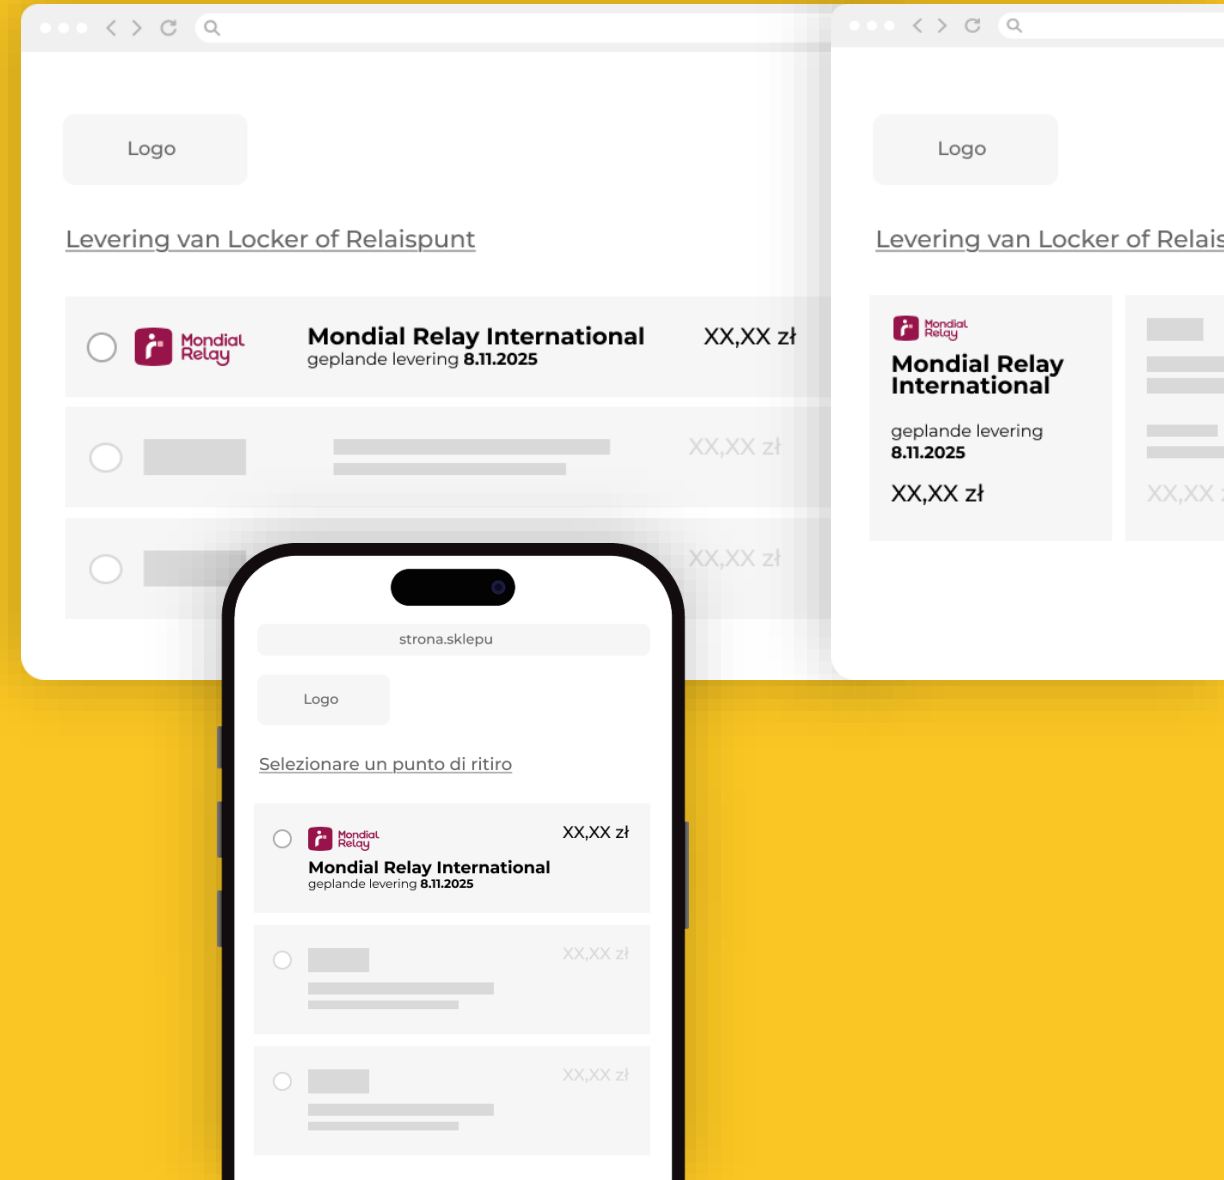 Logo
Levering van Locker of Relaispunt
Mondial
Relay
Mondial Relay International
geplande levering 8.11.2025
XX,XX zł
XX,XX zł
XX,XX zł
Logo
Levering van Locker of Relais
Mondial
Relay
Mondial Relay
International
geplande levering
8.11.2025
XX,XX zł
XX,XX
strona.sklepu
Logo
Selezionare un punto di ritiro
Mondial
Relay
XX,XX zł
Mondial Relay International
geplande levering 8.11.2025
XX,XX zł
XX,XX zł